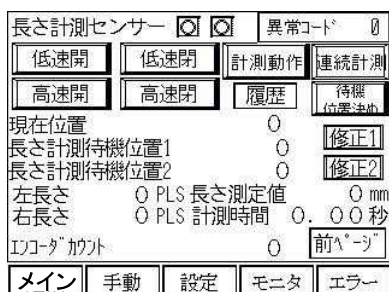 長さ計測センサー 異常コード 0
低速開 低速閉 計測動作 連続計測
高速開 高速閉 履歴 待機位置決め
現在位置 0
長さ計測待機位置1 0 修正1
長さ計測待機位置2 0 修正2
左長さ 0 PLS 長さ測定値 0 mm
右長さ 0 PLS 計測時間 0. 00秒
エンコーダカウント 0 前ページ
メイン 手動 設定 モニタ エラー